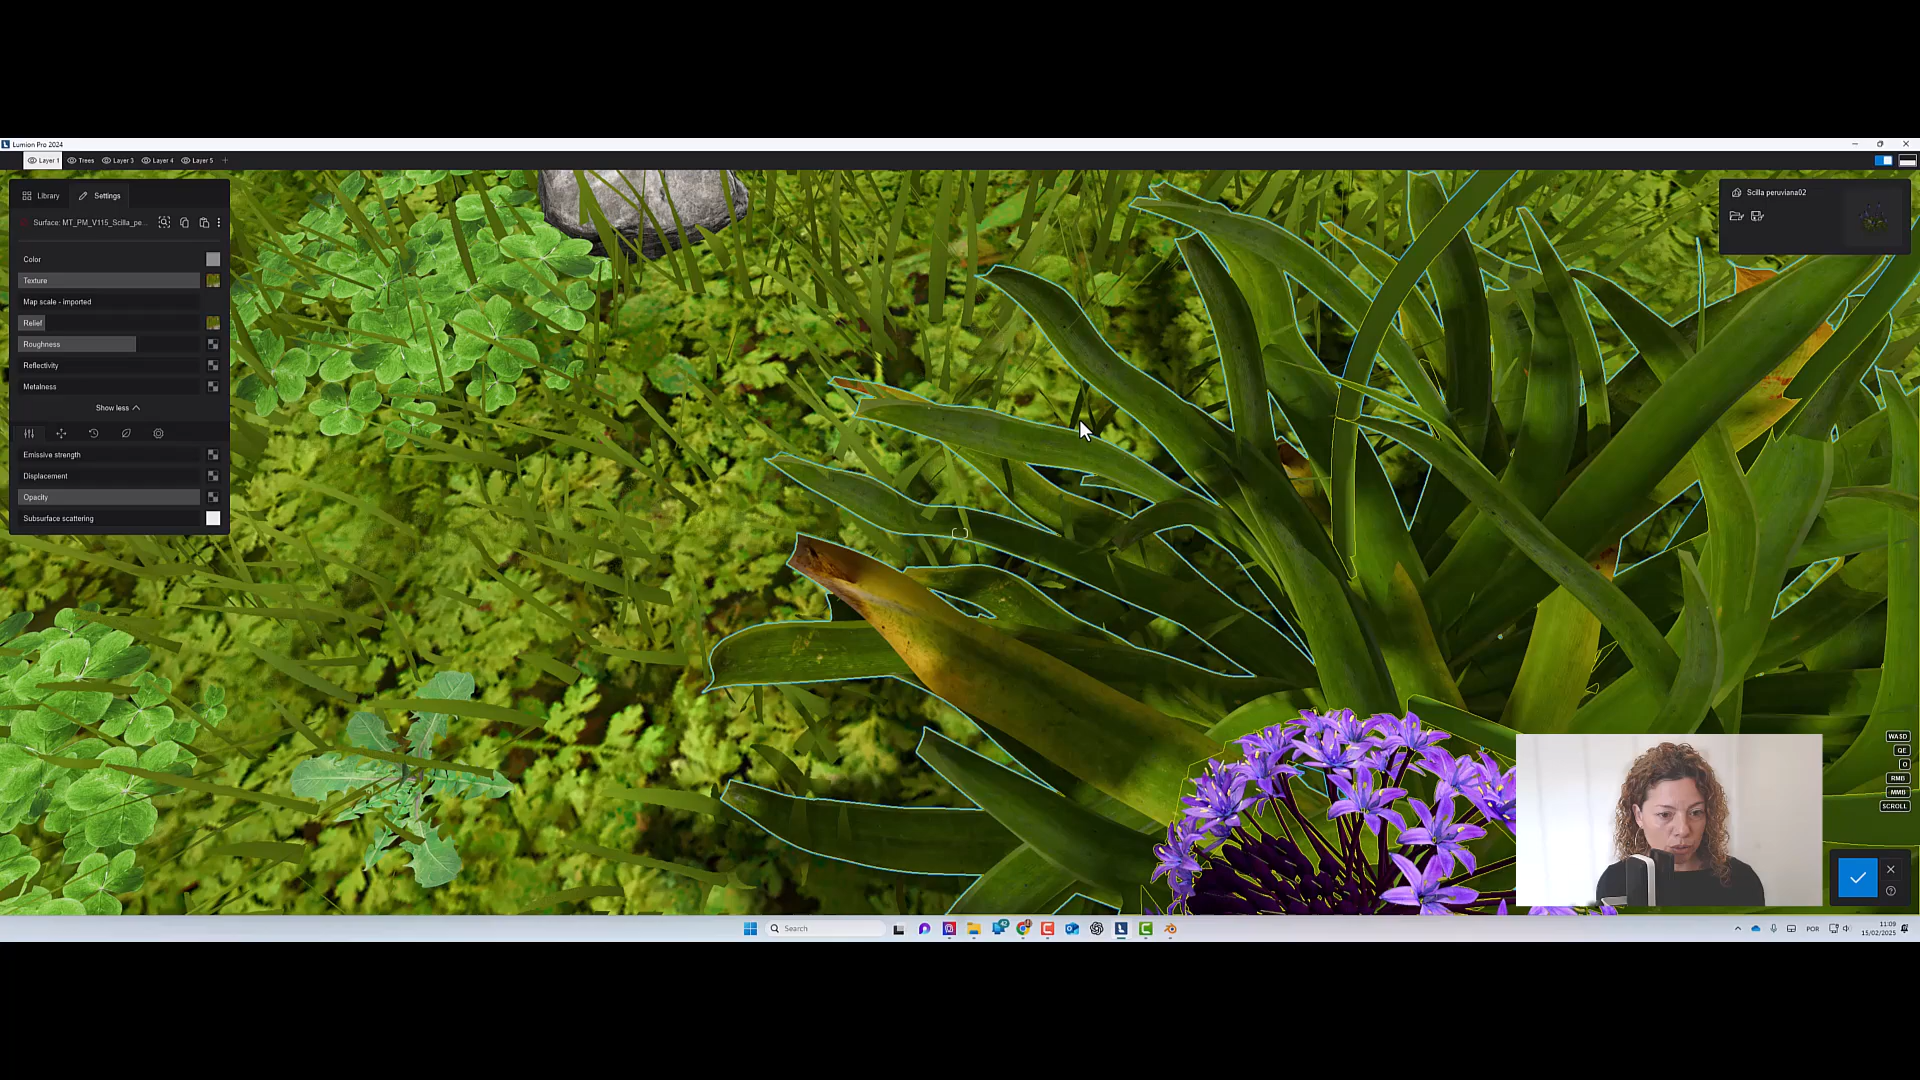 Lumion Pro 2024
Layer 1
Trees
Layer 3
Layer 4
Layer 5
+
Library
Settings
Surface: MT_PM_V115_Scilla_pe...
Color
Texture
Map scale - imported
Relief
Roughness
Reflectivity
Metalness
Show less
Emissive strength
Displacement
Opacity
Subsurface scattering
Scilla peruviana02
WASD
QE
O
RMB
MMB
SCROLL
Search
POR
11:09
15/02/2025